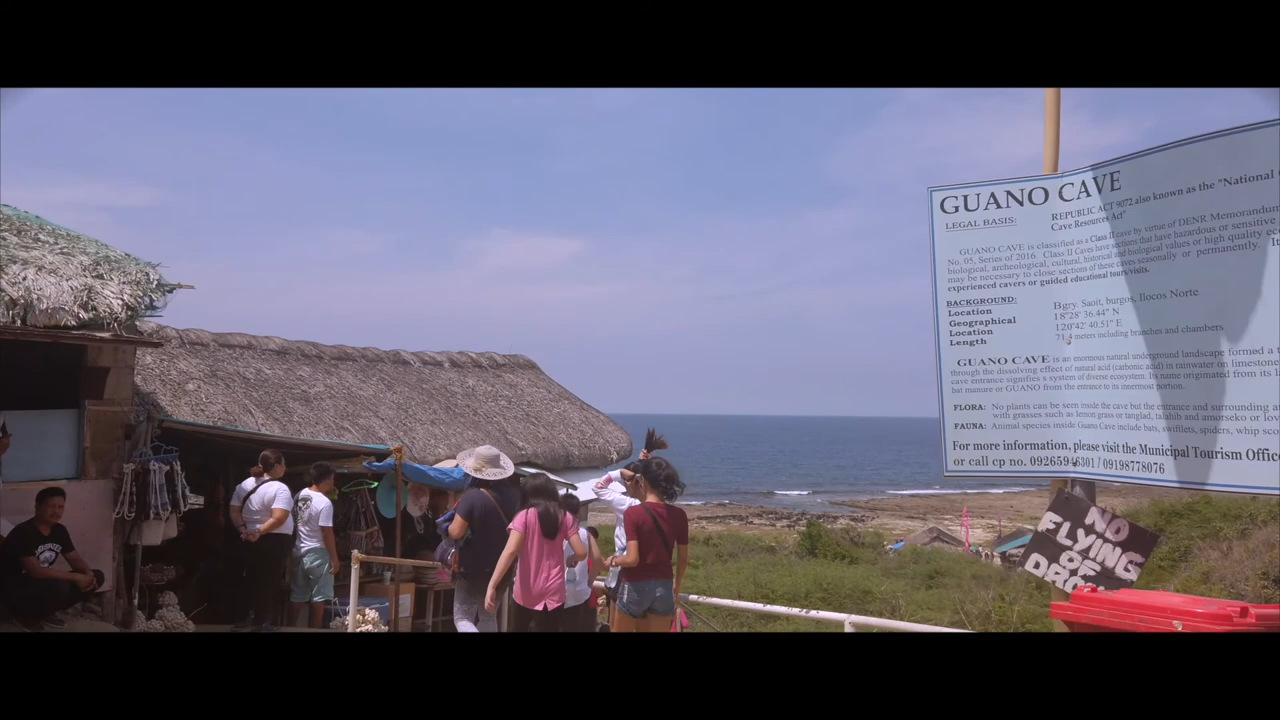 GUANO CAVE
LEGAL BASIS:
REPUBLIC ACT 9072 also known as the "National
Cave Resources Act"
GUANO CAVE is classified as a Class II cave by virtue of DENR Memorandum
No. 05, Series of 2016. Class II Caves have sections that have hazardous or sensitive
biological, archeological, cultural, historical and biological values or high quality
may be necessary to close sections of these caves seasonally or permanently.
experienced cavers or guided educational tours/visits.
BACKGROUND:
Location Bgry. Saoit, burgos, Ilocos Norte
Geographical 18°28' 36.44" N
Location 120°42' 40.51" E
Length 71.4 meters including branches and chambers
GUANO CAVE is an enormous natural underground landscape formed a
through the dissolving effect of natural acid (carbonic acid) in rainwater on limestone
cave entrance signifies s system of diverse ecosystem. Its name originated from its
bat manure or GUANO from the entrance to its innermost portion.
FLORA: No plants can be seen inside the cave but the entrance and surrounding
with grasses such as lemon grass or tanglad, talahib and amorseko or
FAUNA: Animal species inside Guano Cave include bats, swiftlets, spiders, whip
For more information, please visit the Municipal Tourism Office
or call cp no. 09265946301 / 09198778076
NO
FLYING
OF